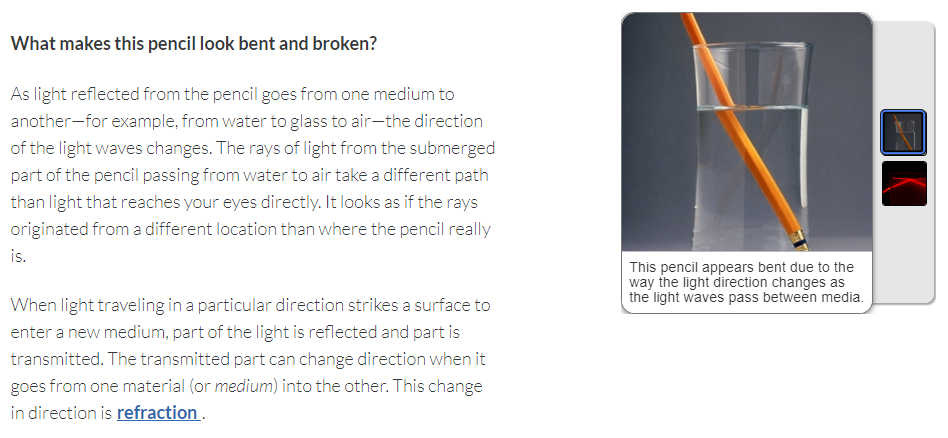 What makes this pencil look bent and broken?
As light reflected from the pencil goes from one medium to
another—for example, from water to glass to air—the direction
of the light waves changes. The rays of light from the submerged
part of the pencil passing from water to air take a different path
than light that reaches your eyes directly. It looks as if the rays
originated from a different location than where the pencil really
is.
When light traveling in a particular direction strikes a surface to
enter a new medium, part of the light is reflected and part is
transmitted. The transmitted part can change direction when it
goes from one material (or medium) into the other. This change
in direction is refraction .
This pencil appears bent due to the
way the light direction changes as
the light waves pass between media.